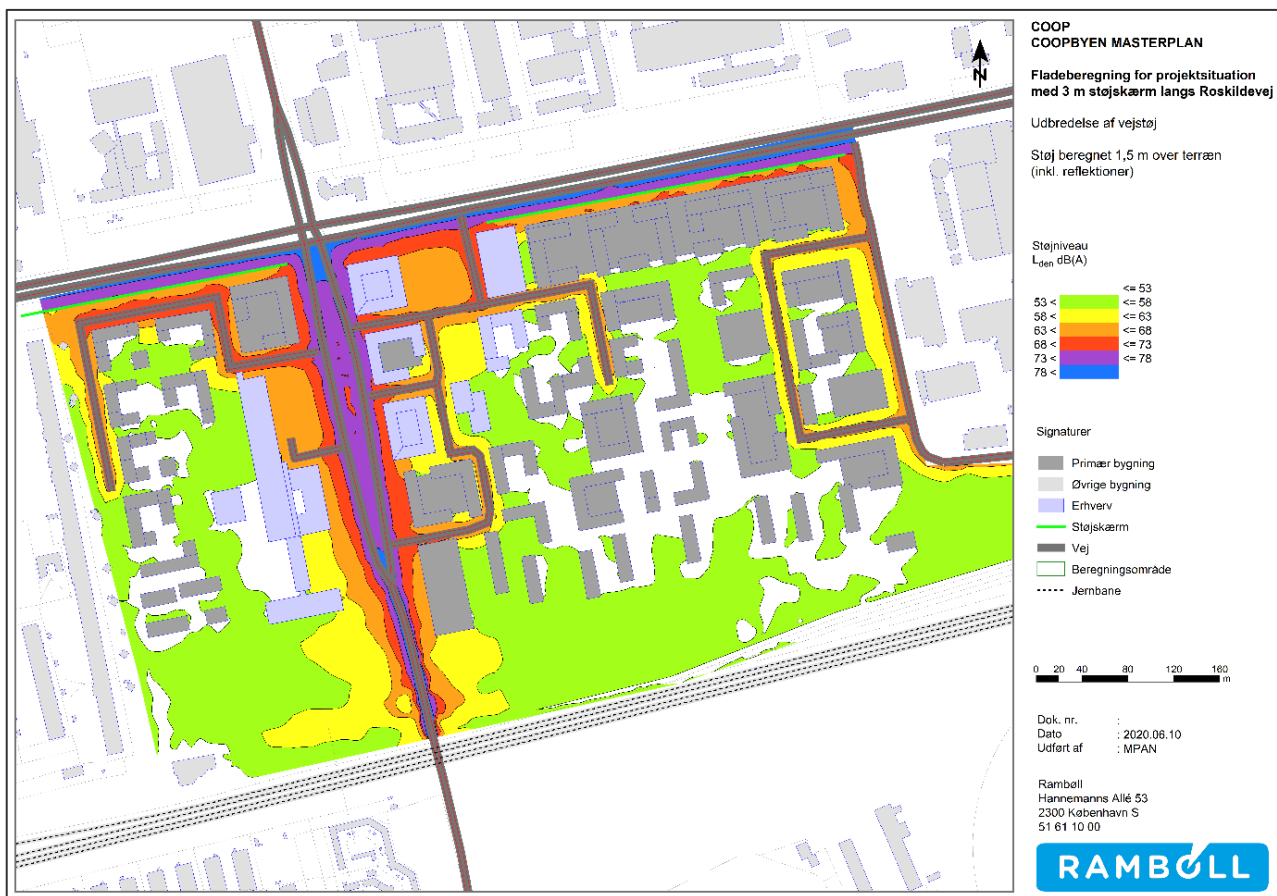 N
COOP
COOPBYEN MASTERPLAN
Fladeberegning for projektsituation
med 3 m støjskærm langs Roskildevej
Udbredelse af vejstøj
Støj beregnet 1,5 m over terræn
(inkl. reflektioner)
Støjniveau
Lden dB(A)
<= 53
53 < <= 58
58 < <= 63
63 < <= 68
68 < <= 73
73 < <= 78
78 <
Signaturer
Primær bygning
Øvrige bygning
Erhverv
Støjskærm
Vej
Beregningsområde
Jernbane
0 20 40 80 120 160
m
Dok. nr. :
Dato : 2020.06.10
Udført af : MPAN
Rambøll
Hannemanns Allé 53
2300 København S
51 61 10 00
RAMBOLL